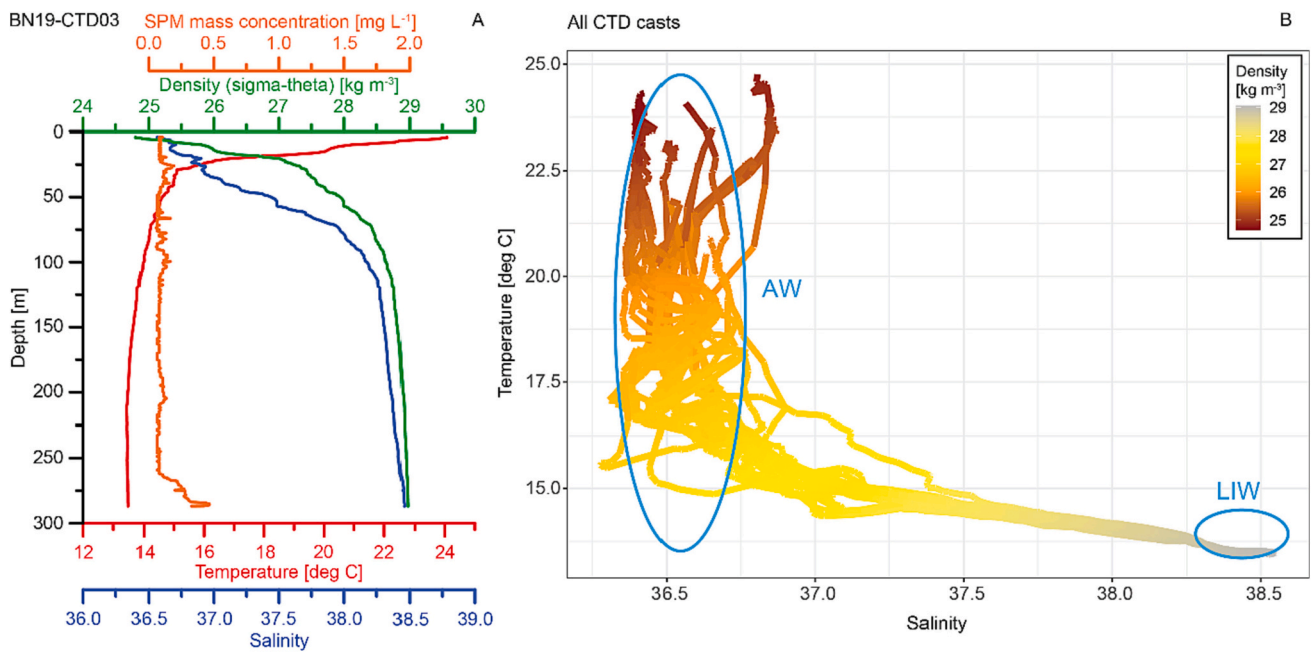 BN19-CTD03
A
SPM mass concentration [mg L⁻¹]
0.0 0.5 1.0 1.5 2.0
Density (sigma-theta) [kg m⁻³]
24 25 26 27 28 29 30
Depth [m]
0
50
100
150
200
250
300
12 14 16 18 20 22 24
Temperature [deg C]
36.0 36.5 37.0 37.5 38.0 38.5 39.0
Salinity
All CTD casts
B
Temperature [deg C]
25.0
22.5
20.0
17.5
15.0
Density
[kg m⁻³]
29
28
27
26
25
AW
LIW
36.5 37.0 37.5 38.0 38.5
Salinity